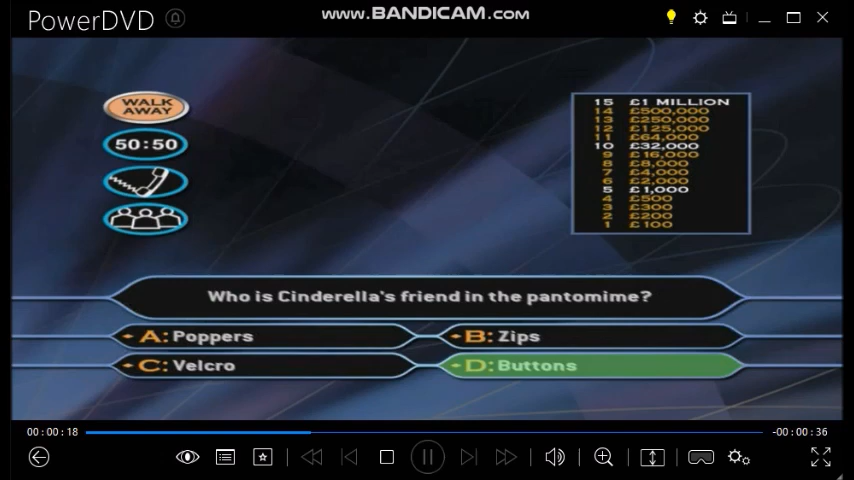 PowerDVD
www.BANDICAM.com
WALK
AWAY
50:50
15 £1 MILLION
14 £500,000
13 £250,000
12 £125,000
11 £64,000
10 £32,000
9 £16,000
8 £8,000
7 £4,000
6 £2,000
5 £1,000
4 £500
3 £300
2 £200
1 £100
Who is Cinderella's friend in the pantomime?
A: Poppers
B: Zips
C: Velcro
D: Buttons
00:00:18
-00:00:36